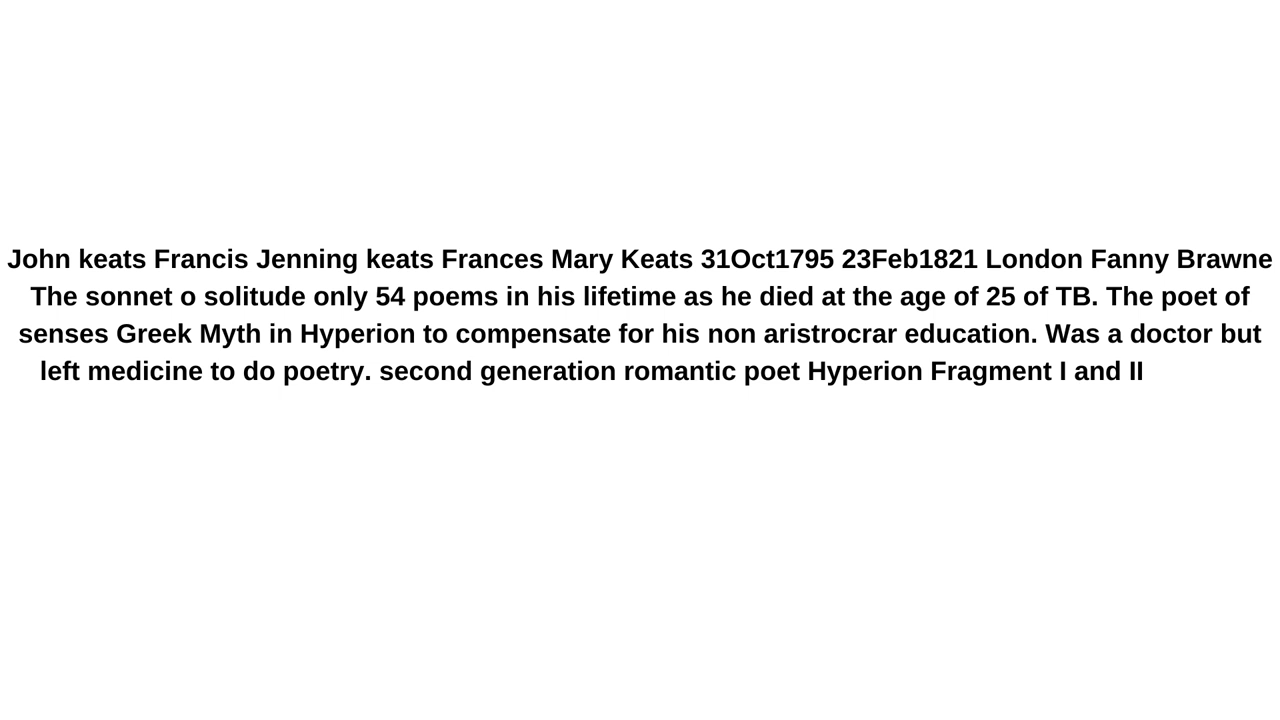 John keats Francis Jenning keats Frances Mary Keats 31Oct1795 23Feb1821 London Fanny Brawne
The sonnet o solitude only 54 poems in his lifetime as he died at the age of 25 of TB. The poet of
senses Greek Myth in Hyperion to compensate for his non aristrocrar education. Was a doctor but
left medicine to do poetry. second generation romantic poet Hyperion Fragment I and II